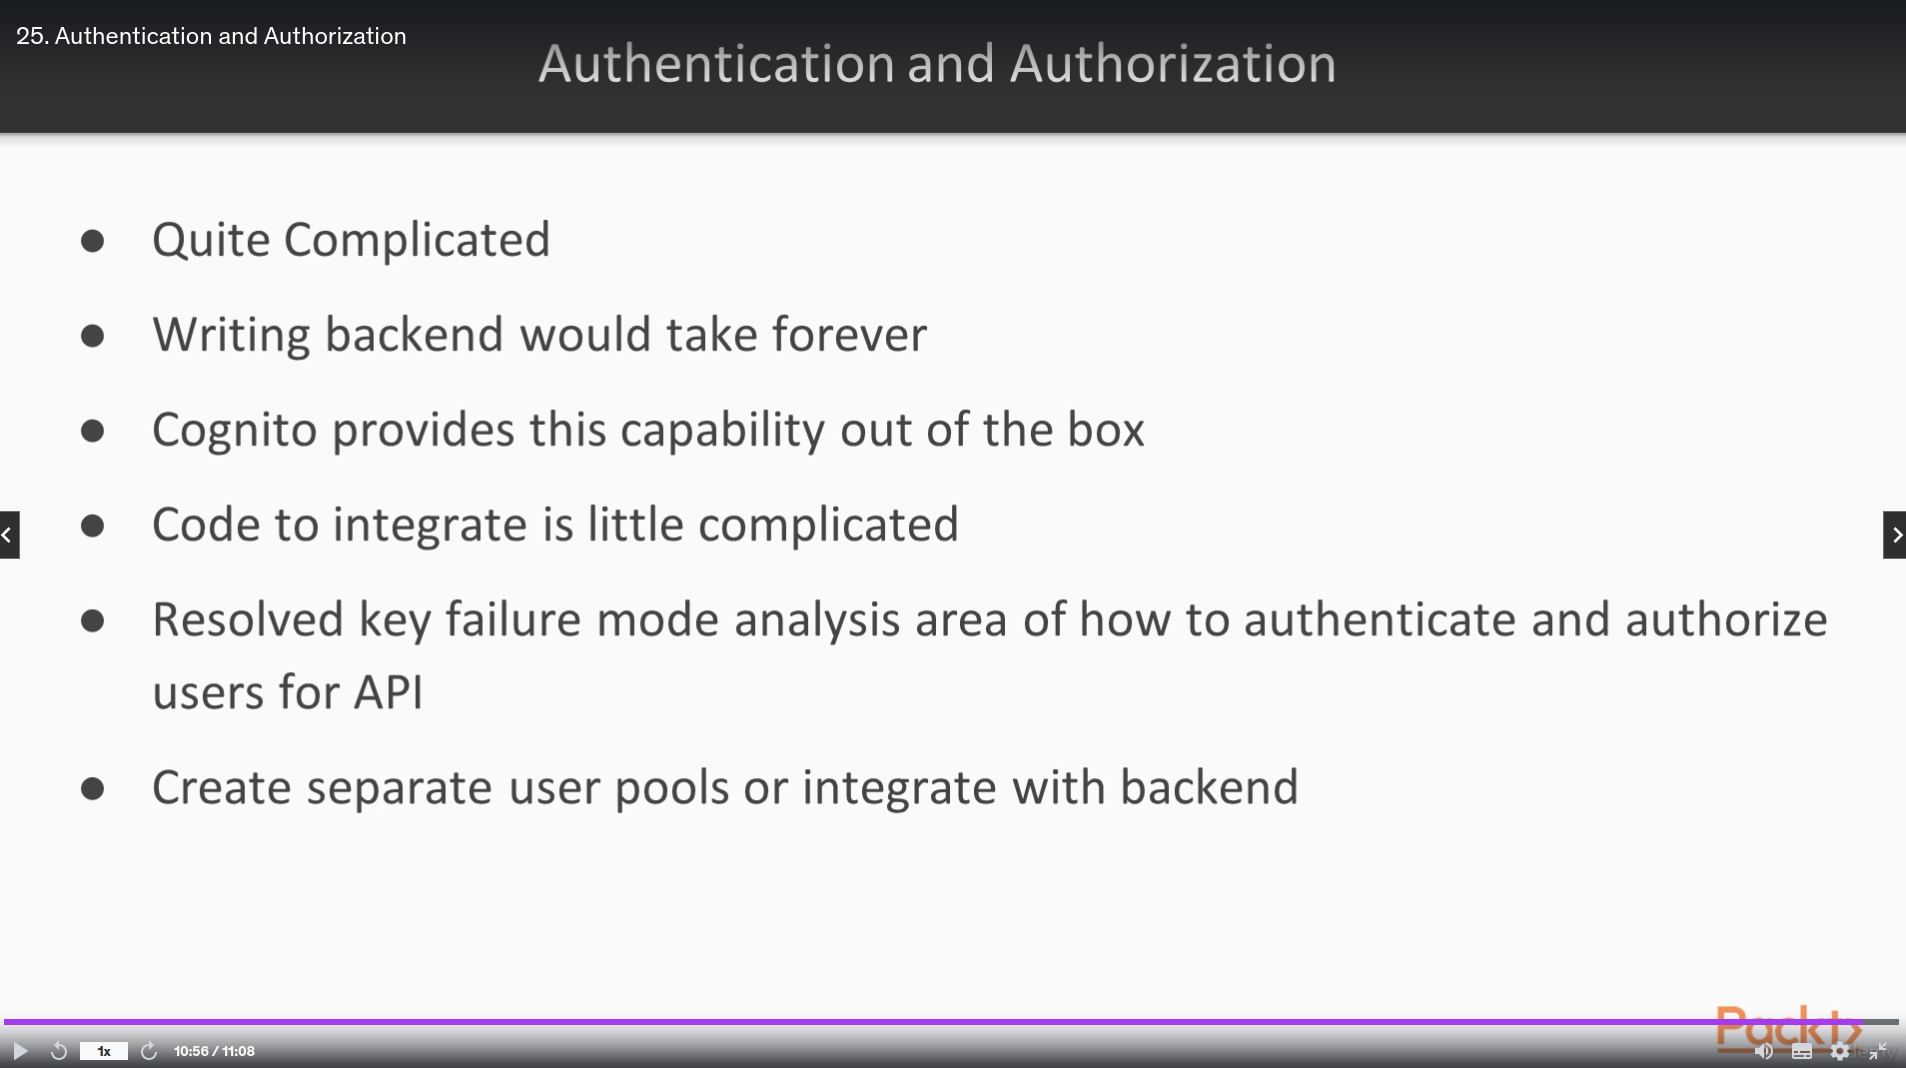 25. Authentication and Authorization
Authentication and Authorization
Quite Complicated
Writing backend would take forever
Cognito provides this capability out of the box
Code to integrate is little complicated
Resolved key failure mode analysis area of how to authenticate and authorize
users for API
Create separate user pools or integrate with backend
Packt
1x
10:56 / 11:08